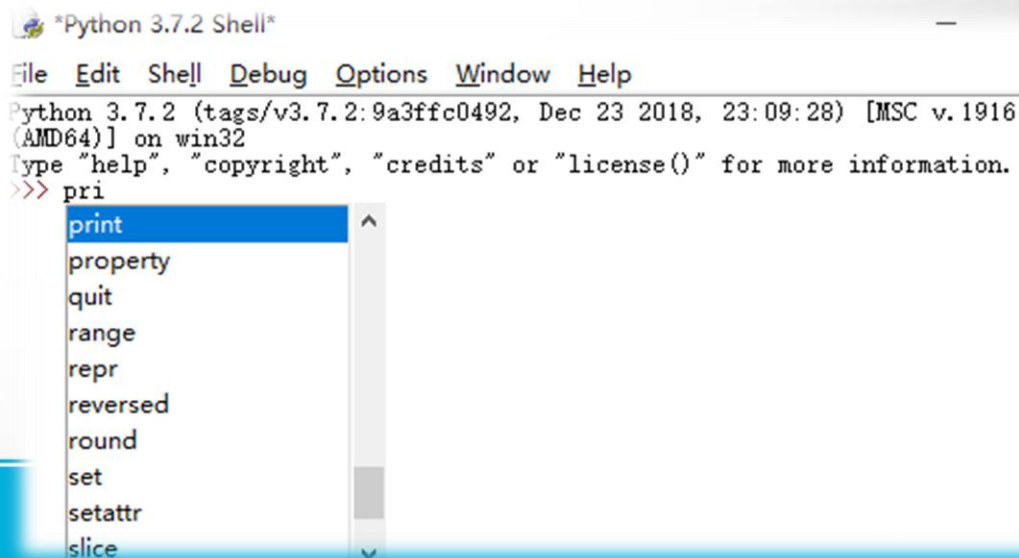 *Python 3.7.2 Shell*
File Edit Shell Debug Options Window Help
Python 3.7.2 (tags/v3.7.2:9a3ffc0492, Dec 23 2018, 23:09:28) [MSC v.1916
(AMD64)] on win32
Type "help", "copyright", "credits" or "license()" for more information.
>>> pri
print
property
quit
range
repr
reversed
round
set
setattr
slice